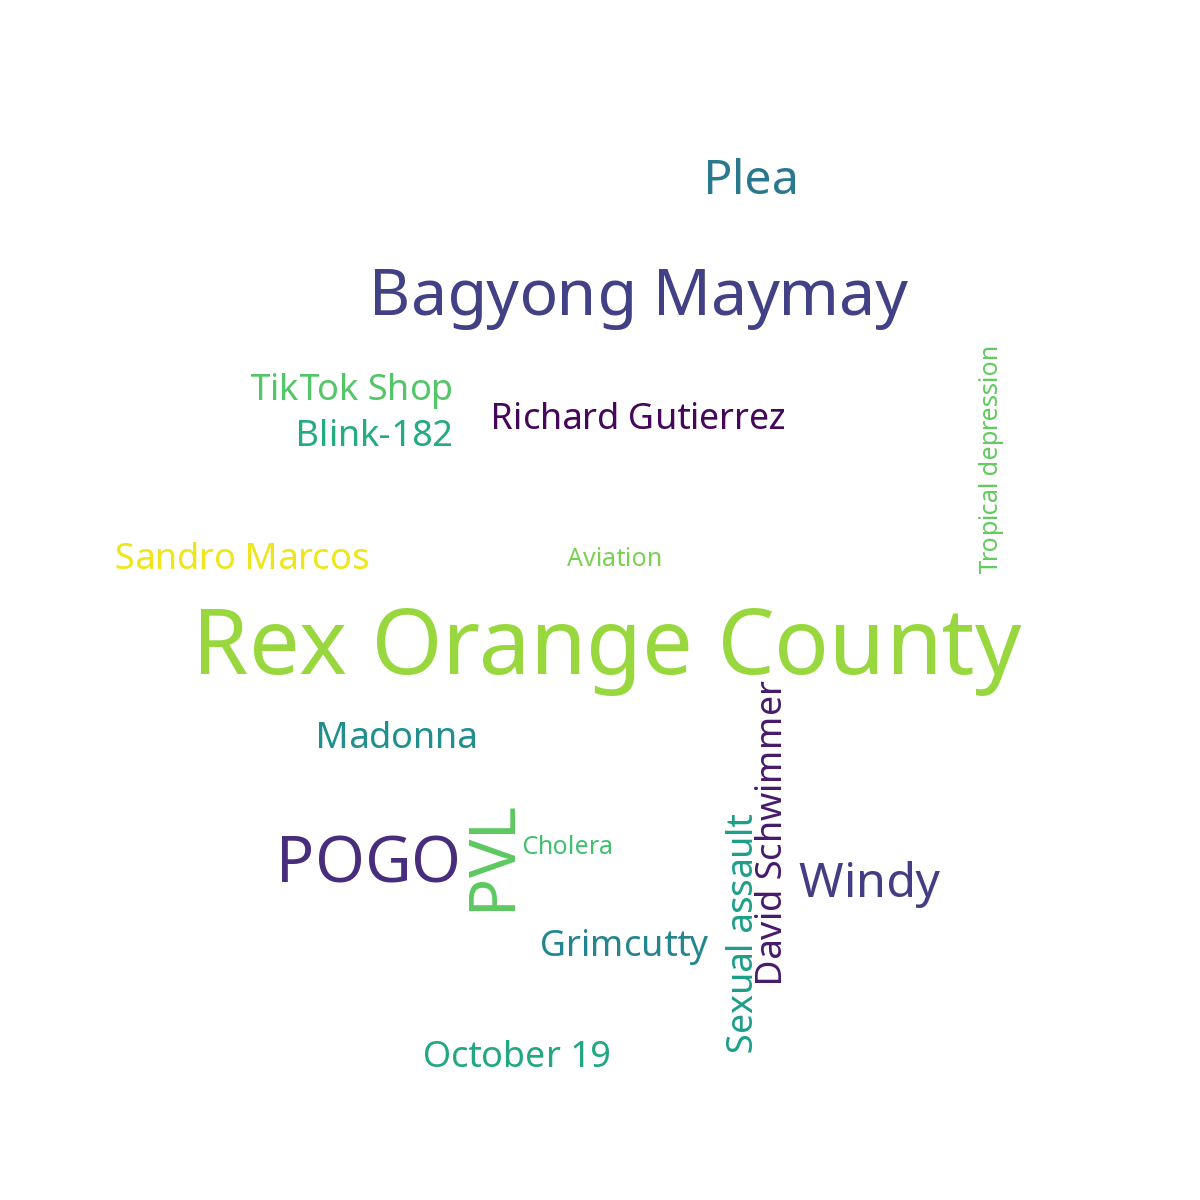 Plea
Bagyong Maymay
TikTok Shop
Richard Gutierrez
Blink-182
Tropical depression
Sandro Marcos
Aviation
Rex Orange County
Madonna
David Schwimmer
POGO
PVL
Cholera
Sexual assault
Windy
Grimcutty
October 19